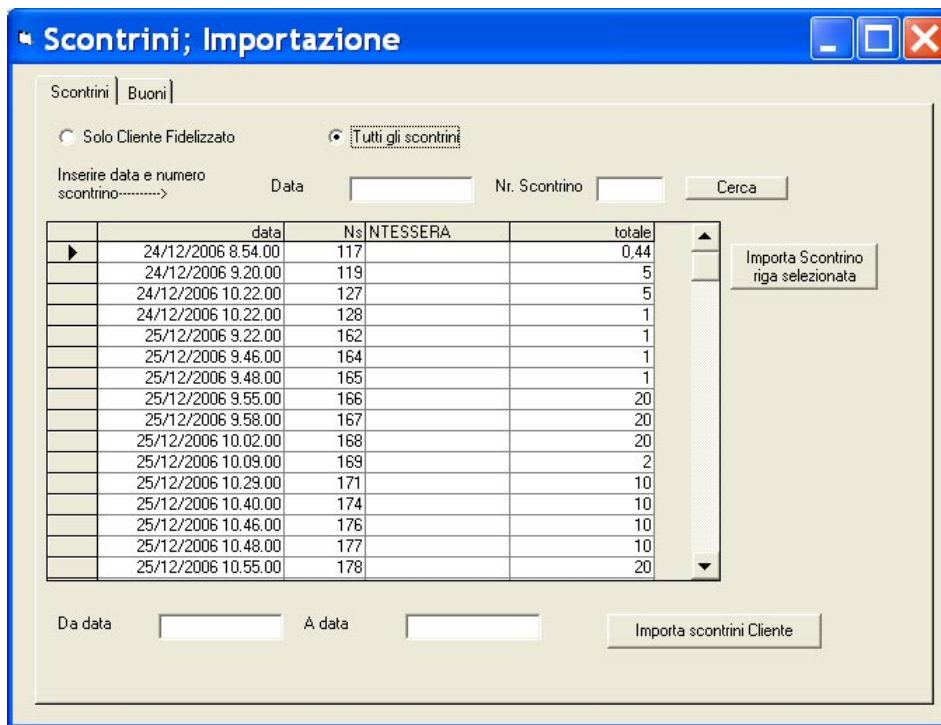 Scontrini; Importazione
Scontrini Buoni
Solo Cliente Fidelizzato Tutti gli scontrini
Inserire data e numero
scontrino---------> Data Nr. Scontrino Cerca
data Ns NTESSERA totale
24/12/2006 8.54.00 117 0,44
24/12/2006 9.20.00 119 5
24/12/2006 10.22.00 127 5
24/12/2006 10.22.00 128 1
25/12/2006 9.22.00 162 1
25/12/2006 9.46.00 164 1
25/12/2006 9.48.00 165 1
25/12/2006 9.55.00 166 20
25/12/2006 9.58.00 167 20
25/12/2006 10.02.00 168 20
25/12/2006 10.09.00 169 2
25/12/2006 10.29.00 171 10
25/12/2006 10.40.00 174 10
25/12/2006 10.46.00 176 10
25/12/2006 10.48.00 177 10
25/12/2006 10.55.00 178 20
Importa Scontrino
riga selezionata
Da data A data Importa scontrini Cliente